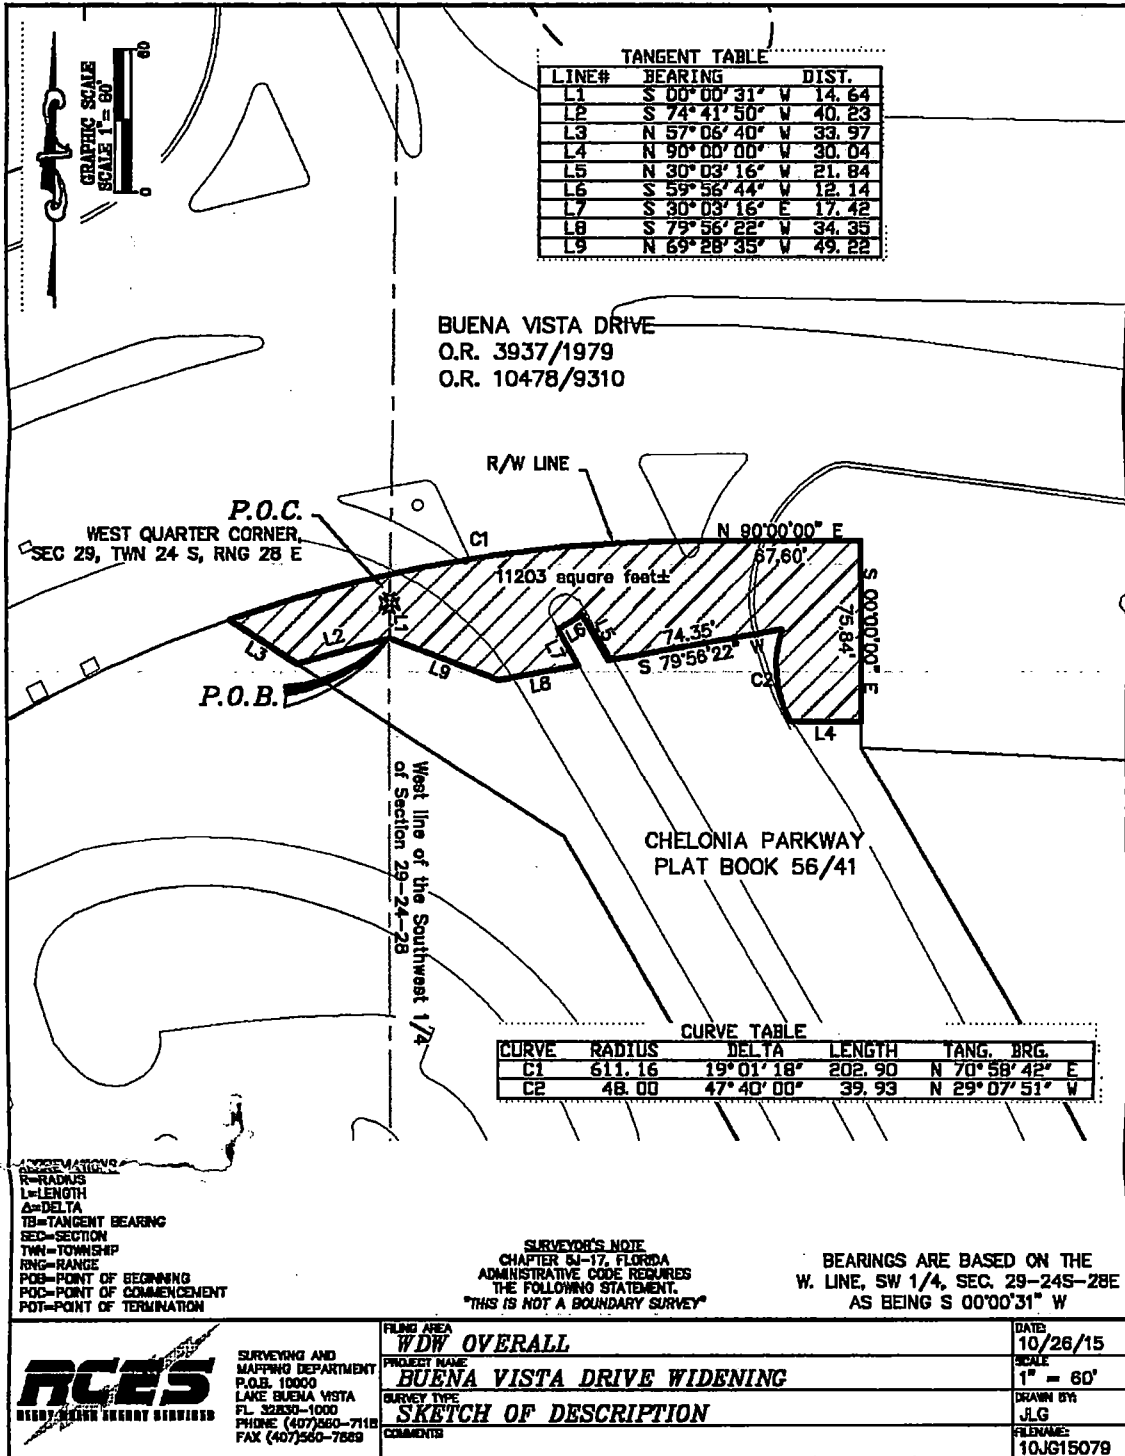 GRAPHIC SCALE
SCALE 1" = 60'
0
60
TANGENT TABLE
LINE# BEARING DIST.
L1 S 00°00'31" W 14.64
L2 S 74°41'50" W 40.23
L3 N 57°06'40" W 33.97
L4 N 90°00'00" W 30.04
L5 N 30°03'16" W 21.84
L6 S 59°56'44" W 12.14
L7 S 30°03'16" E 17.42
L8 S 79°56'22" W 34.35
L9 N 69°28'35" W 49.22
BUENA VISTA DRIVE
O.R. 3937/1979
O.R. 10478/9310
R/W LINE
P.O.C.
WEST QUARTER CORNER,
SEC 29, TWN 24 S, RNG 28 E
C1
N 90°00'00" E
67.60'
11203 square feet±
S 00°00'00" E
75.84'
L1
L2
L3
L9
L8
L7
L6
L5
74.35'
S 79°56'22" W
C2
L4
P.O.B.
West line of the Southwest 1/4
of Section 29-24-28
CHELONIA PARKWAY
PLAT BOOK 56/41
CURVE TABLE
CURVE RADIUS DELTA LENGTH TANG. BRG.
C1 611.16 19°01'18" 202.90 N 70°58'42" E
C2 48.00 47°40'00" 39.93 N 29°07'51" W
ABBREVIATIONS
R=RADIUS
L=LENGTH
Δ=DELTA
TB=TANGENT BEARING
SEC=SECTION
TWN=TOWNSHIP
RNG=RANGE
POB=POINT OF BEGINNING
POC=POINT OF COMMENCEMENT
POT=POINT OF TERMINATION
SURVEYOR'S NOTE
CHAPTER 5J-17, FLORIDA
ADMINISTRATIVE CODE REQUIRES
THE FOLLOWING STATEMENT.
"THIS IS NOT A BOUNDARY SURVEY"
BEARINGS ARE BASED ON THE
W. LINE, SW 1/4, SEC. 29-24S-28E
AS BEING S 00°00'31" W
RCES
REEDY CREEK ENERGY SERVICES
SURVEYING AND
MAPPING DEPARTMENT
P.O.B. 10000
LAKE BUENA VISTA
FL. 32830-1000
PHONE (407)560-7118
FAX (407)560-7669
FILING AREA
WDW OVERALL
PROJECT NAME
BUENA VISTA DRIVE WIDENING
SURVEY TYPE
SKETCH OF DESCRIPTION
COMMENTS
DATE:
10/26/15
SCALE
1" = 60'
DRAWN BY:
JLG
FILENAME:
10JG15079